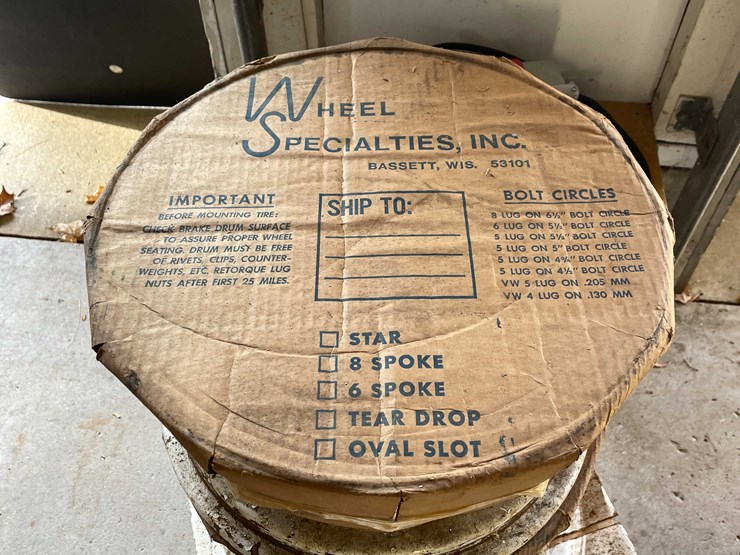 WHEEL
SPECIALTIES, INC.
BASSETT, WIS. 53101
IMPORTANT
BEFORE MOUNTING TIRE:
CHECK BRAKE DRUM SURFACE
TO ASSURE PROPER WHEEL
SEATING. DRUM MUST BE FREE
OF RIVETS, CLIPS, COUNTER-
WEIGHTS, ETC. RETORQUE LUG
NUTS AFTER FIRST 25 MILES.
SHIP TO:
BOLT CIRCLES
8 LUG ON 6½" BOLT CIRCLE
6 LUG ON 5½" BOLT CIRCLE
5 LUG ON 5½" BOLT CIRCLE
5 LUG ON 5" BOLT CIRCLE
5 LUG ON 4¾" BOLT CIRCLE
5 LUG ON 4½" BOLT CIRCLE
VW 5 LUG ON .205 MM
VW 4 LUG ON .130 MM
STAR
8 SPOKE
6 SPOKE
TEAR DROP
OVAL SLOT